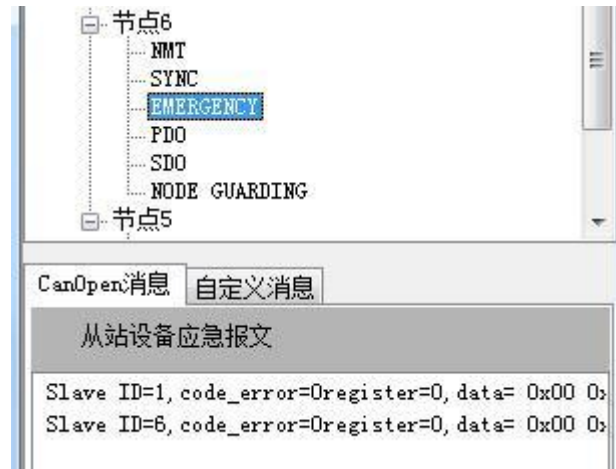 节点6
NMT
SYNC
EMERGENCY
PDO
SDO
NODE GUARDING
节点5
CanOpen消息 自定义消息
从站设备应急报文
Slave ID=1, code_error=0register=0, data= 0x00 0x
Slave ID=6, code_error=0register=0, data= 0x00 0x